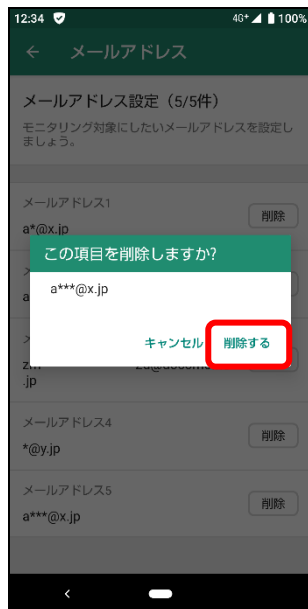 12:34 4G+ 100%
← メールアドレス
メールアドレス設定（5/5件）
モニタリング対象にしたいメールアドレスを設定し
ましょう。
メールアドレス1
削除
a*@x.jp
この項目を削除しますか?
a***@x.jp
キャンセル 削除する
.jp
メールアドレス4
削除
*@y.jp
メールアドレス5
削除
a***@x.jp